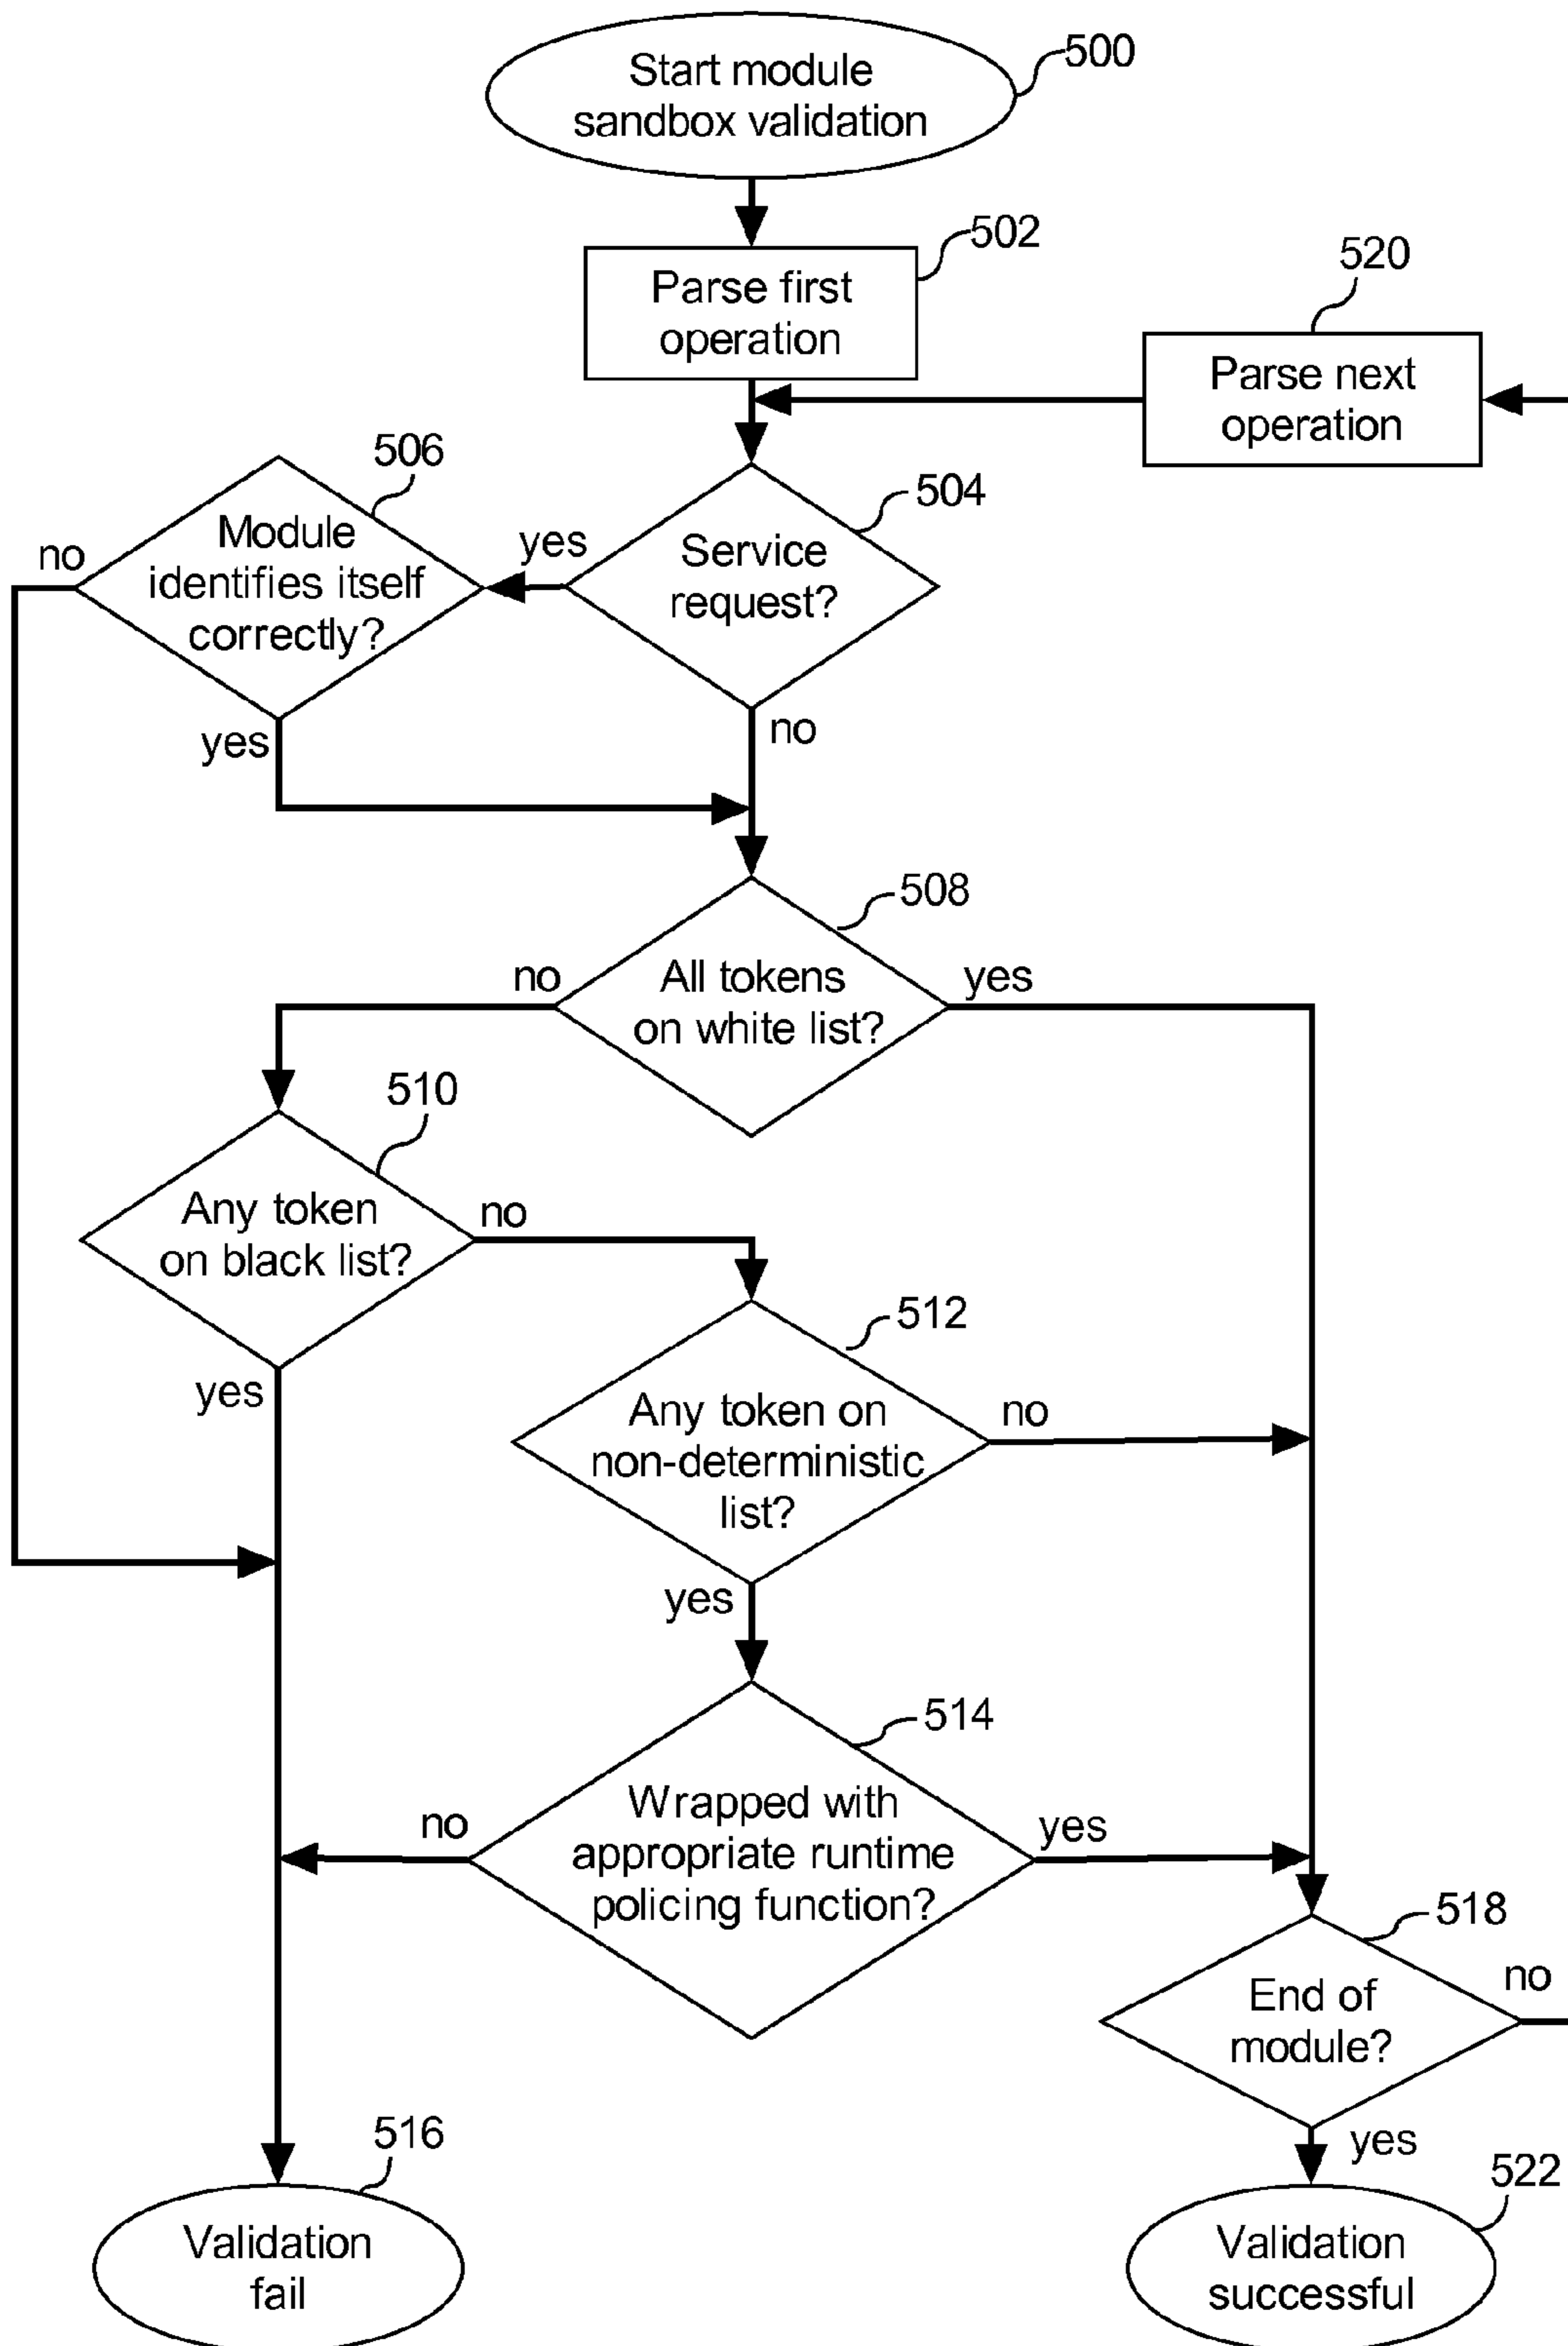 Start module
sandbox validation
500
Parse first
operation
502
Parse next
operation
520
Service
request?
504
yes
no
Module
identifies itself
correctly?
506
no
yes
All tokens
on white list?
508
no
yes
Any token
on black list?
510
no
yes
Any token on
non-deterministic
list?
512
no
yes
Wrapped with
appropriate runtime
policing function?
514
no
yes
End of
module?
518
no
yes
Validation
fail
516
Validation
successful
522